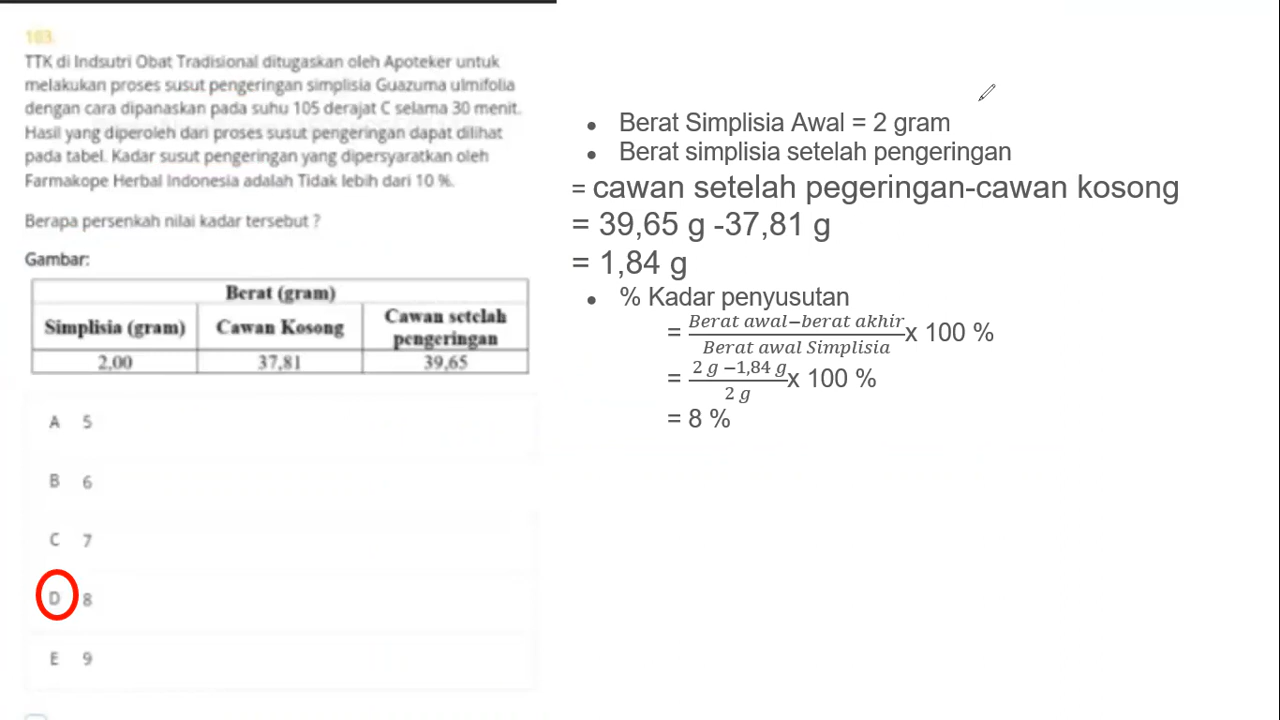 103.
TTK di Indsutri Obat Tradisional ditugaskan oleh Apoteker untuk
melakukan proses susut pengeringan simplisia Guazuma ulmifolia
dengan cara dipanaskan pada suhu 105 derajat C selama 30 menit.
Hasil yang diperoleh dari proses susut pengeringan dapat dilihat
pada tabel. Kadar susut pengeringan yang dipersyaratkan oleh
Farmakope Herbal Indonesia adalah Tidak lebih dari 10 %.
Berapa persenkah nilai kadar tersebut ?
Gambar:
Berat (gram)
Simplisia (gram) Cawan Kosong Cawan setelah pengeringan
2,00 37,81 39,65
A 5
B 6
C 7
D 8
E 9
• Berat Simplisia Awal = 2 gram
• Berat simplisia setelah pengeringan
= cawan setelah pegeringan-cawan kosong
= 39,65 g -37,81 g
= 1,84 g
• % Kadar penyusutan
= Berat awal−berat akhir / Berat awal Simplisia x 100 %
= 2 g −1,84 g / 2 g x 100 %
= 8 %